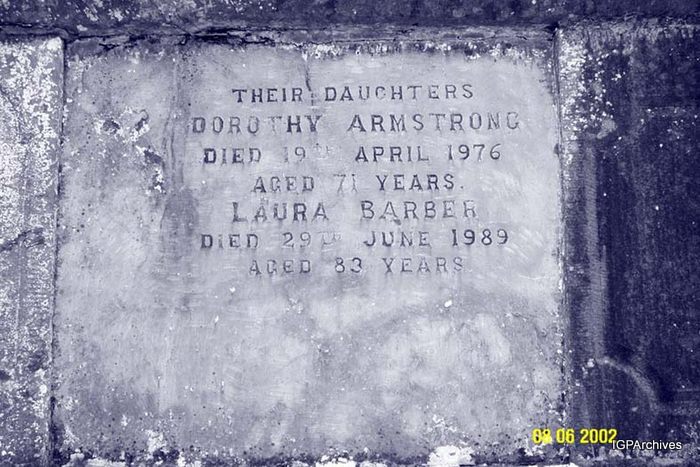 THEIR DAUGHTERS
DOROTHY ARMSTRONG
DIED 19TH APRIL 1976
AGED 71 YEARS.
LAURA BARBER
DIED 29TH JUNE 1989
AGED 83 YEARS
08 06 2002
IGPArchives